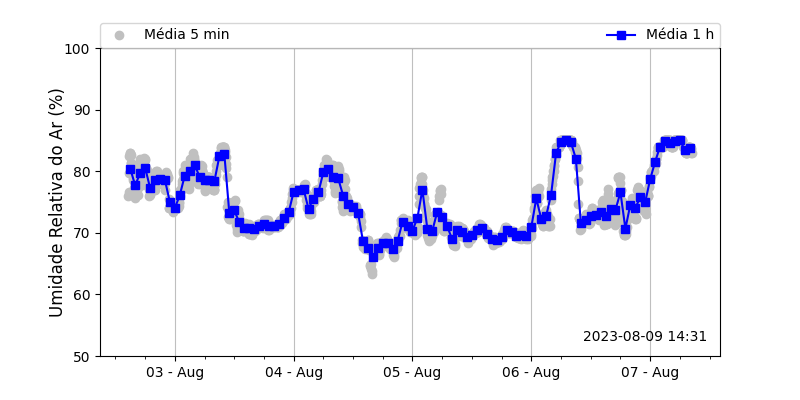 Média 5 min
Média 1 h
Umidade Relativa do Ar (%)
100
90
80
70
60
50
2023-08-09 14:31
03 - Aug
04 - Aug
05 - Aug
06 - Aug
07 - Aug